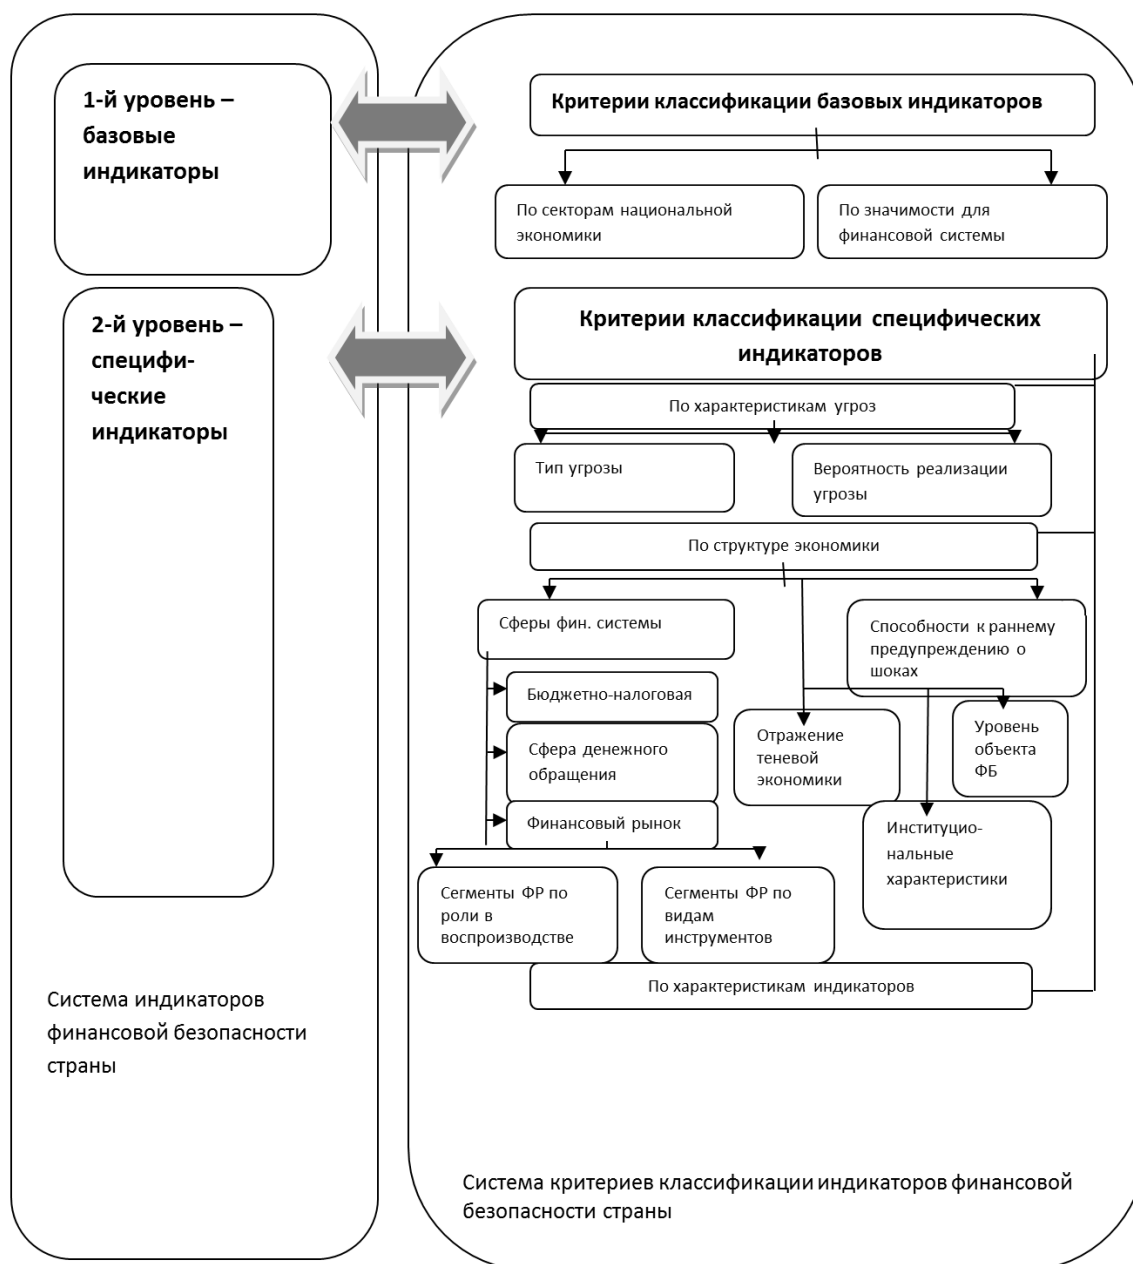 1-й уровень –
базовые
индикаторы
2-й уровень –
специфи-
ческие
индикаторы
Система индикаторов
финансовой безопасности
страны
Критерии классификации базовых индикаторов
По секторам национальной
экономики
По значимости для
финансовой системы
Критерии классификации специфических
индикаторов
По характеристикам угроз
Тип угрозы
Вероятность реализации
угрозы
По структуре экономики
Сферы фин. системы
Способности к раннему
предупреждению о
шоках
Бюджетно-налоговая
Сфера денежного
обращения
Финансовый рынок
Отражение
теневой
экономики
Уровень
объекта
ФБ
Институцио-
нальные
характеристики
Сегменты ФР по
роли в
воспроизводстве
Сегменты ФР по
видам
инструментов
По характеристикам индикаторов
Система критериев классификации индикаторов финансовой
безопасности страны